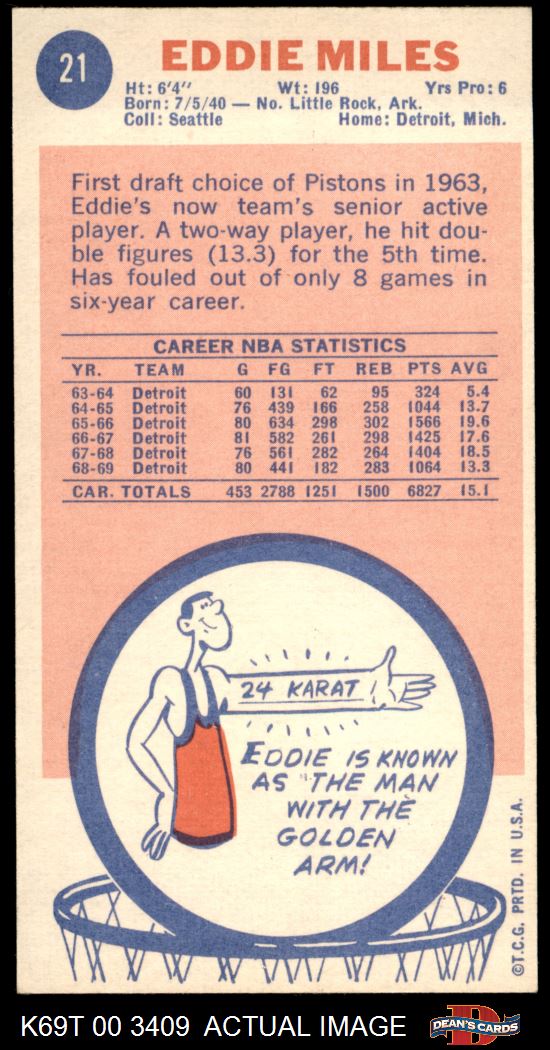 21
EDDIE MILES
Ht: 6'4" Wt: 196 Yrs Pro: 6
Born: 7/5/40 — No. Little Rock, Ark.
Coll: Seattle Home: Detroit, Mich.
First draft choice of Pistons in 1963,
Eddie's now team's senior active
player. A two-way player, he hit dou-
ble figures (13.3) for the 5th time.
Has fouled out of only 8 games in
six-year career.
CAREER NBA STATISTICS
YR. TEAM G FG FT REB PTS AVG
63-64 Detroit 60 131 62 95 324 5.4
64-65 Detroit 76 439 166 258 1044 13.7
65-66 Detroit 80 634 298 302 1566 19.6
66-67 Detroit 81 582 261 298 1425 17.6
67-68 Detroit 76 561 282 264 1404 18.5
68-69 Detroit 80 441 182 283 1064 13.3
CAR. TOTALS 453 2788 1251 1500 6827 15.1
24 KARAT
EDDIE IS KNOWN
AS "THE MAN
WITH THE
GOLDEN
ARM!
©T.C.G. PRTD. IN U.S.A.
K69T 00 3409 ACTUAL IMAGE
D
DEAN'S CARDS